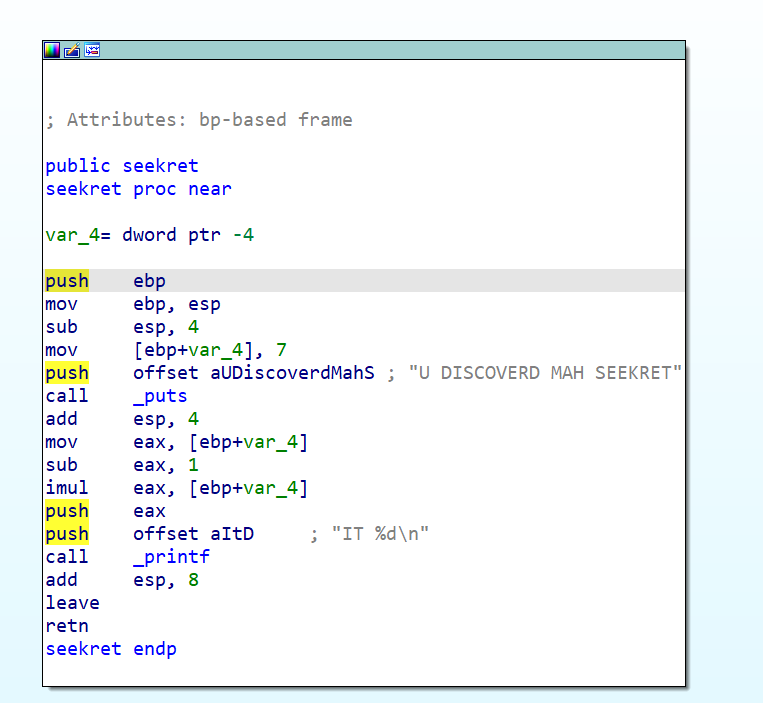 ; Attributes: bp-based frame
public seekret
seekret proc near
var_4= dword ptr -4
push    ebp
mov     ebp, esp
sub     esp, 4
mov     [ebp+var_4], 7
push    offset aUDiscoverdMahS ; "U DISCOVERD MAH SEEKRET"
call    _puts
add     esp, 4
mov     eax, [ebp+var_4]
sub     eax, 1
imul    eax, [ebp+var_4]
push    eax
push    offset aItD     ; "IT %d\n"
call    _printf
add     esp, 8
leave
retn
seekret endp